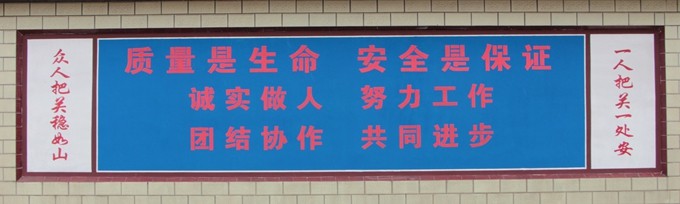 众人把关稳如山
质量是生命 安全是保证
诚实做人 努力工作
团结协作 共同进步
一人把关一处安